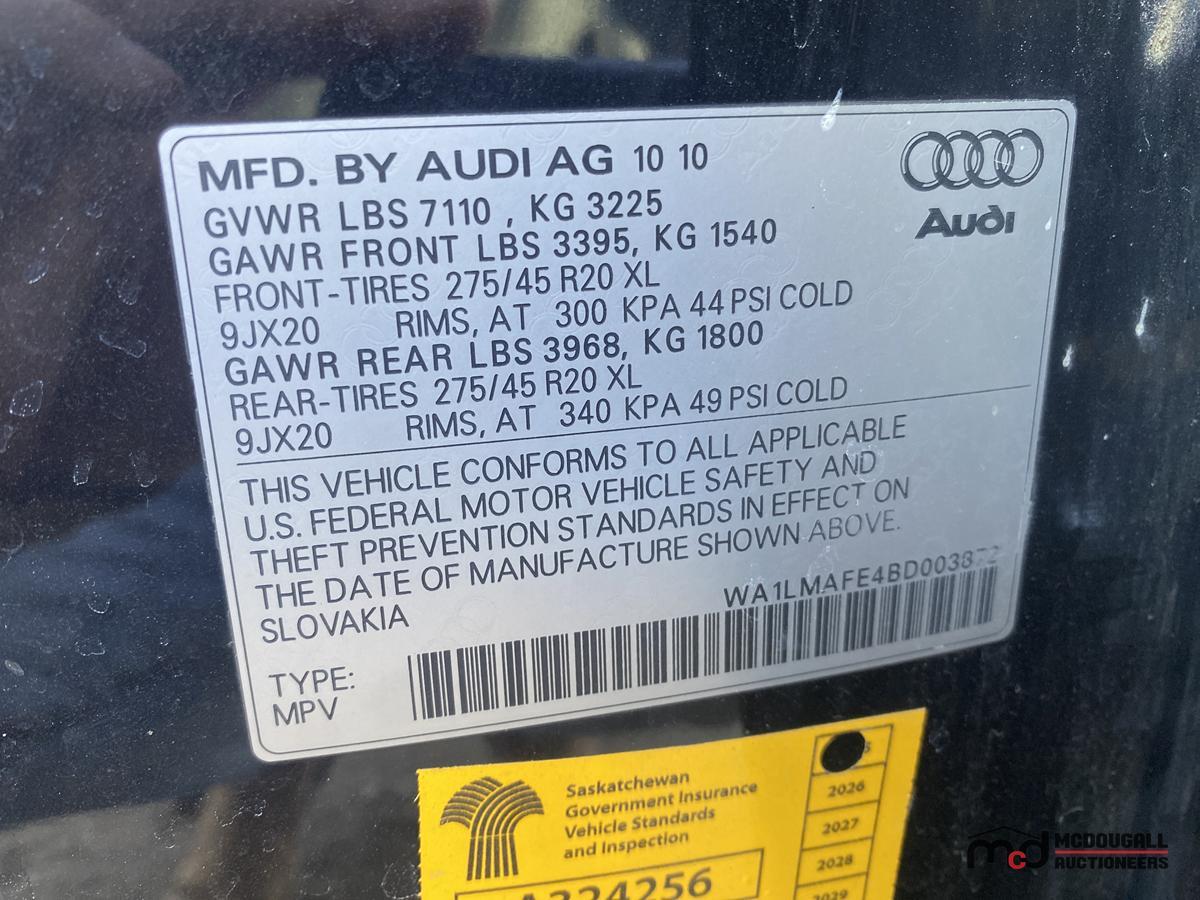 MFD. BY AUDI AG 10 10
GVWR LBS 7110 , KG 3225
GAWR FRONT LBS 3395, KG 1540
FRONT-TIRES 275/45 R20 XL
9JX20 RIMS, AT 300 KPA 44 PSI COLD
GAWR REAR LBS 3968, KG 1800
REAR-TIRES 275/45 R20 XL
9JX20 RIMS, AT 340 KPA 49 PSI COLD
Audi
THIS VEHICLE CONFORMS TO ALL APPLICABLE
U.S. FEDERAL MOTOR VEHICLE SAFETY AND
THEFT PREVENTION STANDARDS IN EFFECT ON
THE DATE OF MANUFACTURE SHOWN ABOVE.
SLOVAKIA
WA1LMAFE4BD003872
TYPE:
MPV
Saskatchewan
Government Insurance
Vehicle Standards
and Inspection
2026
2027
2028
2029
A224256
mcd MCDOUGALL
AUCTIONEERS